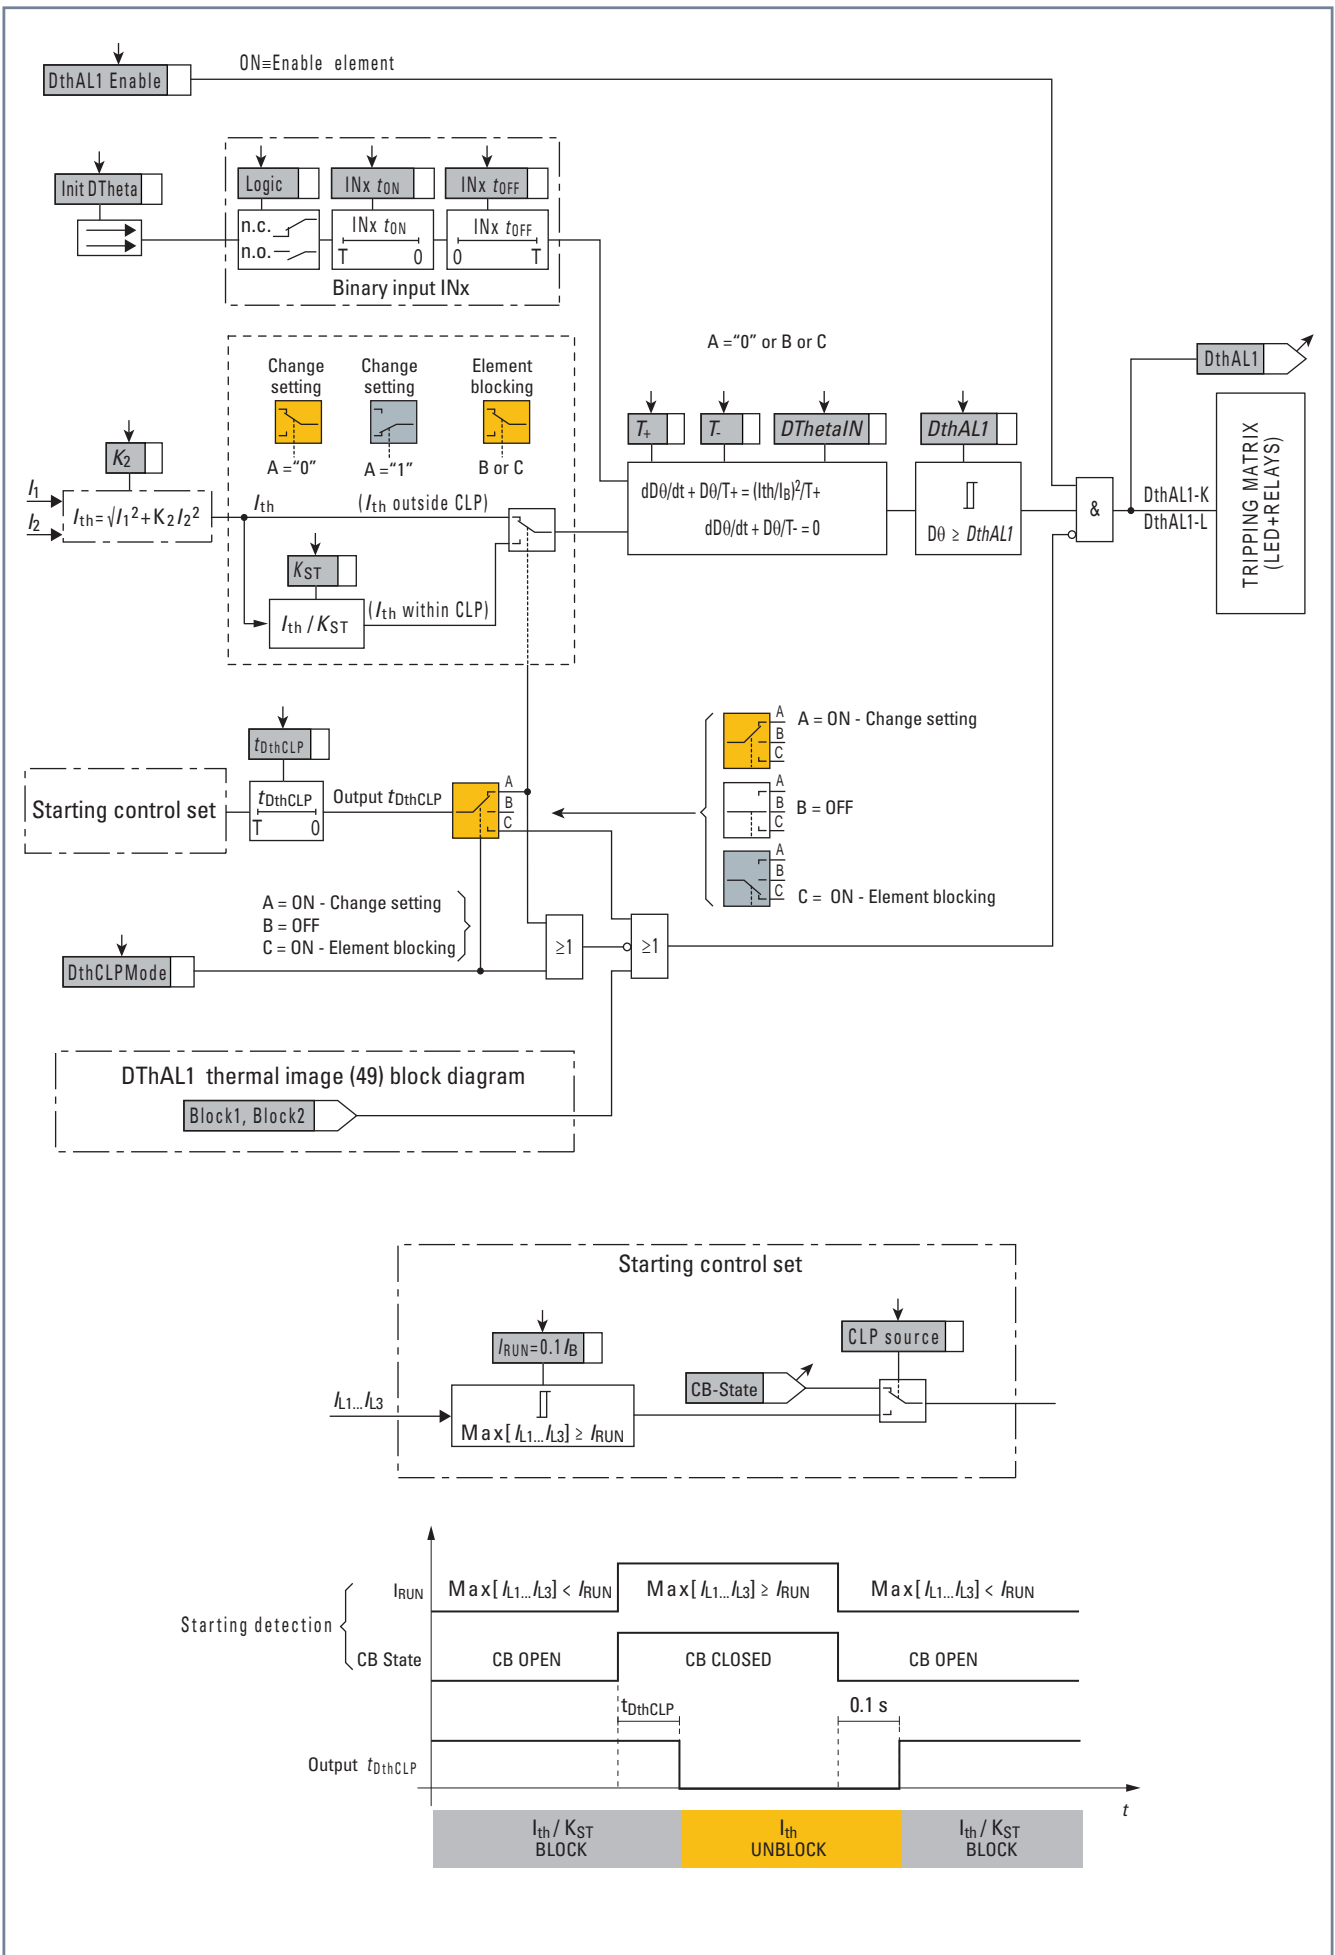 ON≡Enable element
DthAL1 Enable
Init DTheta
Logic
INx tON
INx tOFF
n.c.
n.o.
INx tON
T 0
INx tOFF
0 T
Binary input INx
A ="0" or B or C
Change setting
A ="0"
Change setting
A ="1"
Element blocking
B or C
K2
I1
I2
Ith = √I1² + K2 I2²
Ith
(Ith outside CLP)
KST
Ith / KST
(Ith within CLP)
T+
T-
DThetaIN
DthAL1
dDθ/dt + Dθ/T+ = (Ith/IB)²/T+
dDθ/dt + Dθ/T- = 0
Dθ ≥ DthAL1
&
DthAL1
DthAL1-K
DthAL1-L
TRIPPING MATRIX
(LED+RELAYS)
tDthCLP
Starting control set
tDthCLP
T 0
Output tDthCLP
A
B
C
A
B
C
A = ON - Change setting
A
B
C
B = OFF
A
B
C
C = ON - Element blocking
A = ON - Change setting
B = OFF
C = ON - Element blocking
≥1
≥1
DthCLPMode
DThAL1 thermal image (49) block diagram
Block1, Block2
Starting control set
IRUN=0.1 IB
CLP source
CB-State
IL1...IL3
Max[IL1...IL3] ≥ IRUN
Starting detection
IRUN
Max[IL1...IL3] < IRUN
Max[IL1...IL3] ≥ IRUN
Max[IL1...IL3] < IRUN
CB State
CB OPEN
CB CLOSED
CB OPEN
tDthCLP
0.1 s
Output tDthCLP
t
Ith / KST
BLOCK
Ith
UNBLOCK
Ith / KST
BLOCK